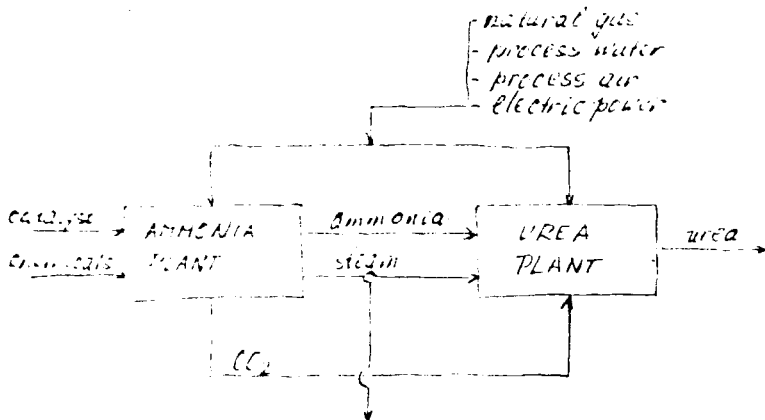 - natural gas
- process water
- process air
- electric power
catalyst
AMMONIA
PLANT
ammonia
steam
UREA
PLANT
urea
chemicals
CO2